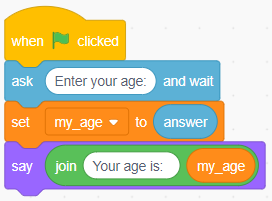 when clicked
ask Enter your age: and wait
set my_age to answer
say join Your age is: my_age